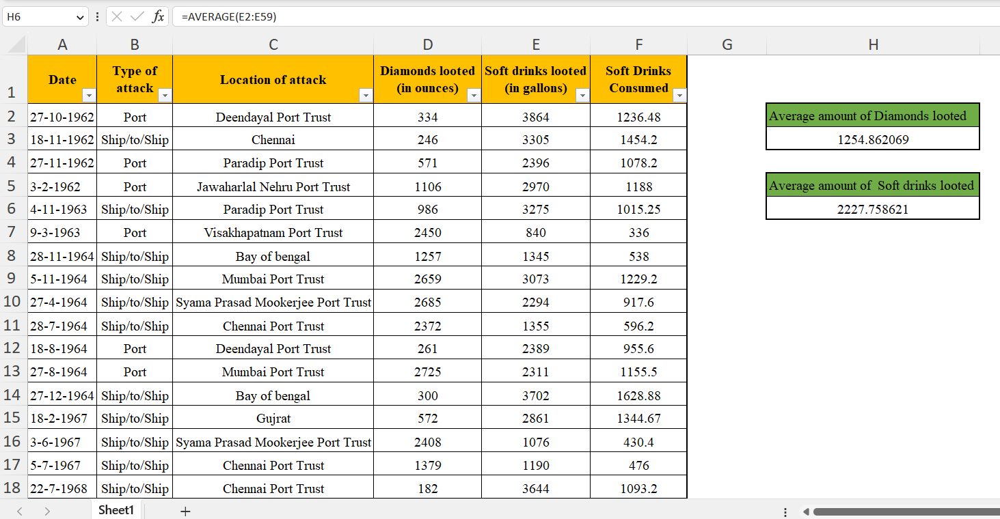 H6 fx =AVERAGE(E2:E59)
A B C D E F G H
1 Date Type of attack Location of attack Diamonds looted (in ounces) Soft drinks looted (in gallons) Soft Drinks Consumed
2 27-10-1962 Port Deendayal Port Trust 334 3864 1236.48 Average amount of Diamonds looted
3 18-11-1962 Ship/to/Ship Chennai 246 3305 1454.2 1254.862069
4 27-11-1962 Port Paradip Port Trust 571 2396 1078.2
5 3-2-1962 Port Jawaharlal Nehru Port Trust 1106 2970 1188 Average amount of  Soft drinks looted
6 4-11-1963 Ship/to/Ship Paradip Port Trust 986 3275 1015.25 2227.758621
7 9-3-1963 Port Visakhapatnam Port Trust 2450 840 336
8 28-11-1964 Ship/to/Ship Bay of bengal 1257 1345 538
9 5-11-1964 Ship/to/Ship Mumbai Port Trust 2659 3073 1229.2
10 27-4-1964 Ship/to/Ship Syama Prasad Mookerjee Port Trust 2685 2294 917.6
11 28-7-1964 Ship/to/Ship Chennai Port Trust 2372 1355 596.2
12 18-8-1964 Port Deendayal Port Trust 261 2389 955.6
13 27-8-1964 Port Mumbai Port Trust 2725 2311 1155.5
14 27-12-1964 Ship/to/Ship Bay of bengal 300 3702 1628.88
15 18-2-1967 Ship/to/Ship Gujrat 572 2861 1344.67
16 3-6-1967 Ship/to/Ship Syama Prasad Mookerjee Port Trust 2408 1076 430.4
17 5-7-1967 Ship/to/Ship Chennai Port Trust 1379 1190 476
18 22-7-1968 Ship/to/Ship Chennai Port Trust 182 3644 1093.2
Sheet1